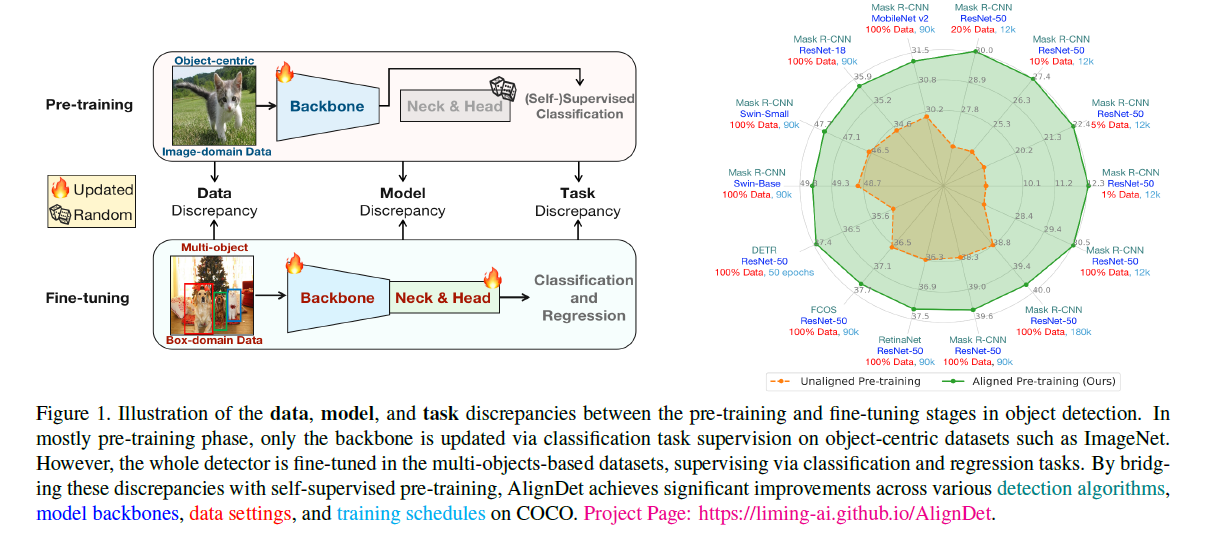 Pre-training
Object-centric
Image-domain Data
Backbone
Neck & Head
(Self-)Supervised
Classification
Updated
Random
Data
Discrepancy
Model
Discrepancy
Task
Discrepancy
Fine-tuning
Multi-object
Box-domain Data
Backbone
Neck & Head
Classification
and
Regression
Mask R-CNN
MobileNet v2
100% Data, 90k
Mask R-CNN
ResNet-50
20% Data, 12k
Mask R-CNN
ResNet-18
100% Data, 90k
Mask R-CNN
ResNet-50
10% Data, 12k
Mask R-CNN
Swin-Small
100% Data, 90k
Mask R-CNN
ResNet-50
5% Data, 12k
Mask R-CNN
Swin-Base
100% Data, 90k
Mask R-CNN
ResNet-50
1% Data, 12k
DETR
ResNet-50
100% Data, 50 epochs
Mask R-CNN
ResNet-50
100% Data, 12k
FCOS
ResNet-50
100% Data, 90k
Mask R-CNN
ResNet-50
100% Data, 180k
RetinaNet
ResNet-50
100% Data, 90k
Mask R-CNN
ResNet-50
100% Data, 90k
31.5
30.8
30.2
30.0
28.9
27.8
27.4
26.3
25.3
22.4
21.3
20.2
12.3
11.2
10.1
30.5
29.4
28.4
40.0
39.4
38.8
39.6
39.0
38.3
37.5
36.9
36.3
37.7
37.1
36.5
37.4
36.5
35.6
49.3
48.7
47.1
46.5
35.9
35.2
34.6
Unaligned Pre-training
Aligned Pre-training (Ours)
Figure 1. Illustration of the data, model, and task discrepancies between the pre-training and fine-tuning stages in object detection. In
mostly pre-training phase, only the backbone is updated via classification task supervision on object-centric datasets such as ImageNet.
However, the whole detector is fine-tuned in the multi-objects-based datasets, supervising via classification and regression tasks. By bridg-
ing these discrepancies with self-supervised pre-training, AlignDet achieves significant improvements across various detection algorithms,
model backbones, data settings, and training schedules on COCO. Project Page: https://liming-ai.github.io/AlignDet.